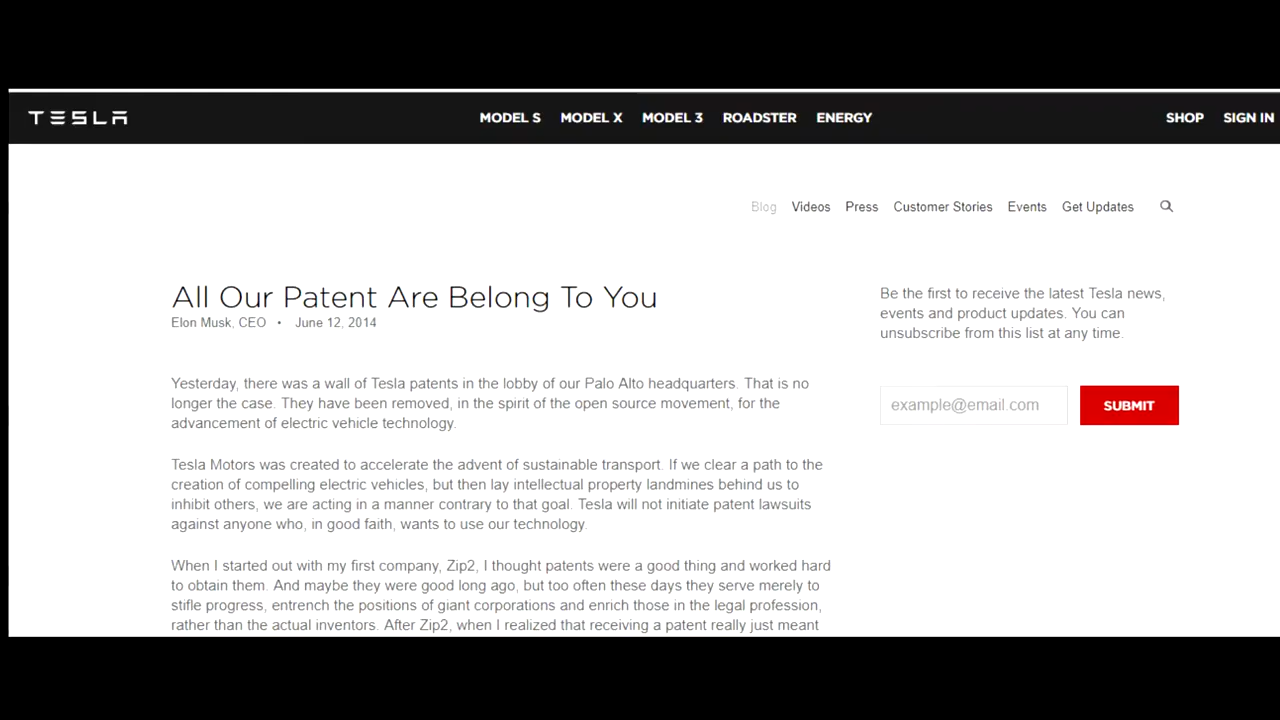 TESLA
MODEL S MODEL X MODEL 3 ROADSTER ENERGY
SHOP SIGN IN
Blog Videos Press Customer Stories Events Get Updates
All Our Patent Are Belong To You
Elon Musk, CEO • June 12, 2014
Yesterday, there was a wall of Tesla patents in the lobby of our Palo Alto headquarters. That is no
longer the case. They have been removed, in the spirit of the open source movement, for the
advancement of electric vehicle technology.
Tesla Motors was created to accelerate the advent of sustainable transport. If we clear a path to the
creation of compelling electric vehicles, but then lay intellectual property landmines behind us to
inhibit others, we are acting in a manner contrary to that goal. Tesla will not initiate patent lawsuits
against anyone who, in good faith, wants to use our technology.
When I started out with my first company, Zip2, I thought patents were a good thing and worked hard
to obtain them. And maybe they were good long ago, but too often these days they serve merely to
stifle progress, entrench the positions of giant corporations and enrich those in the legal profession,
rather than the actual inventors. After Zip2, when I realized that receiving a patent really just meant
Be the first to receive the latest Tesla news,
events and product updates. You can
unsubscribe from this list at any time.
example@email.com
SUBMIT